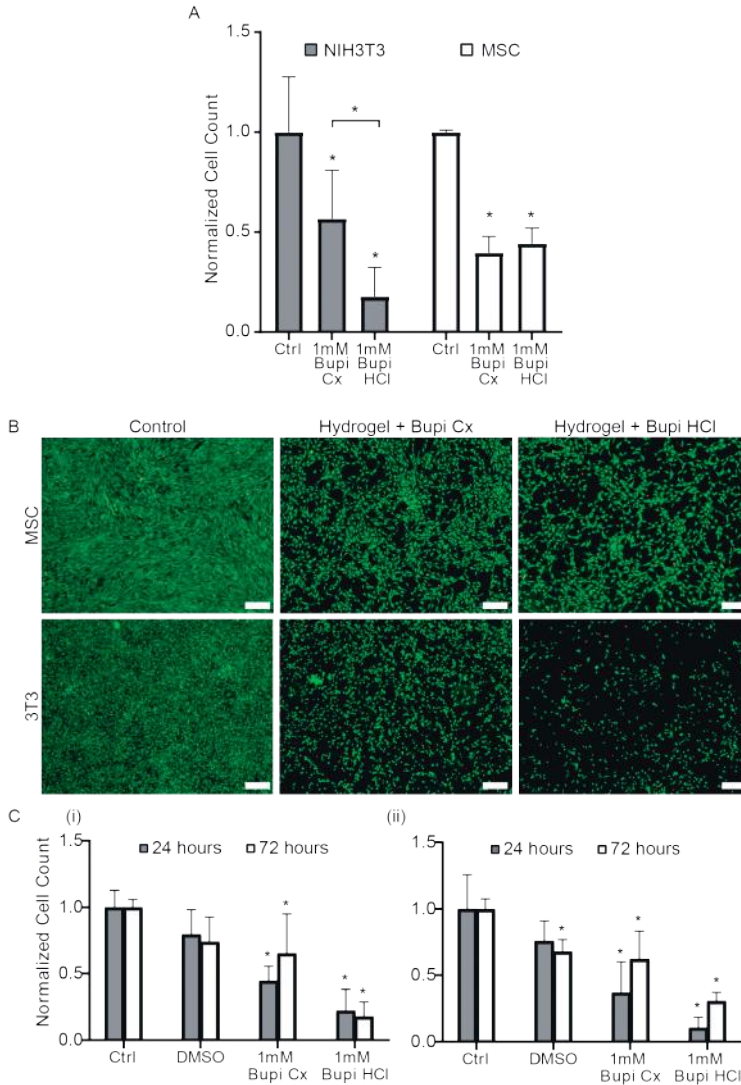 A
1.5
NIH3T3
MSC
*
1.0
*
*
*
*
0.5
0.0
Normalized Cell Count
Ctrl
1mM
Bupi
Cx
1mM
Bupi
HCl
Ctrl
1mM
Bupi
Cx
1mM
Bupi
HCl
B
Control
Hydrogel + Bupi Cx
Hydrogel + Bupi HCl
MSC
3T3
C
(i)
1.5
24 hours
72 hours
1.0
*
*
0.5
*
*
0.0
Normalized Cell Count
Ctrl
DMSO
1mM
Bupi Cx
1mM
Bupi HCl
(ii)
1.5
24 hours
72 hours
1.0
*
*
*
0.5
*
*
0.0
Ctrl
DMSO
1mM
Bupi Cx
1mM
Bupi HCl